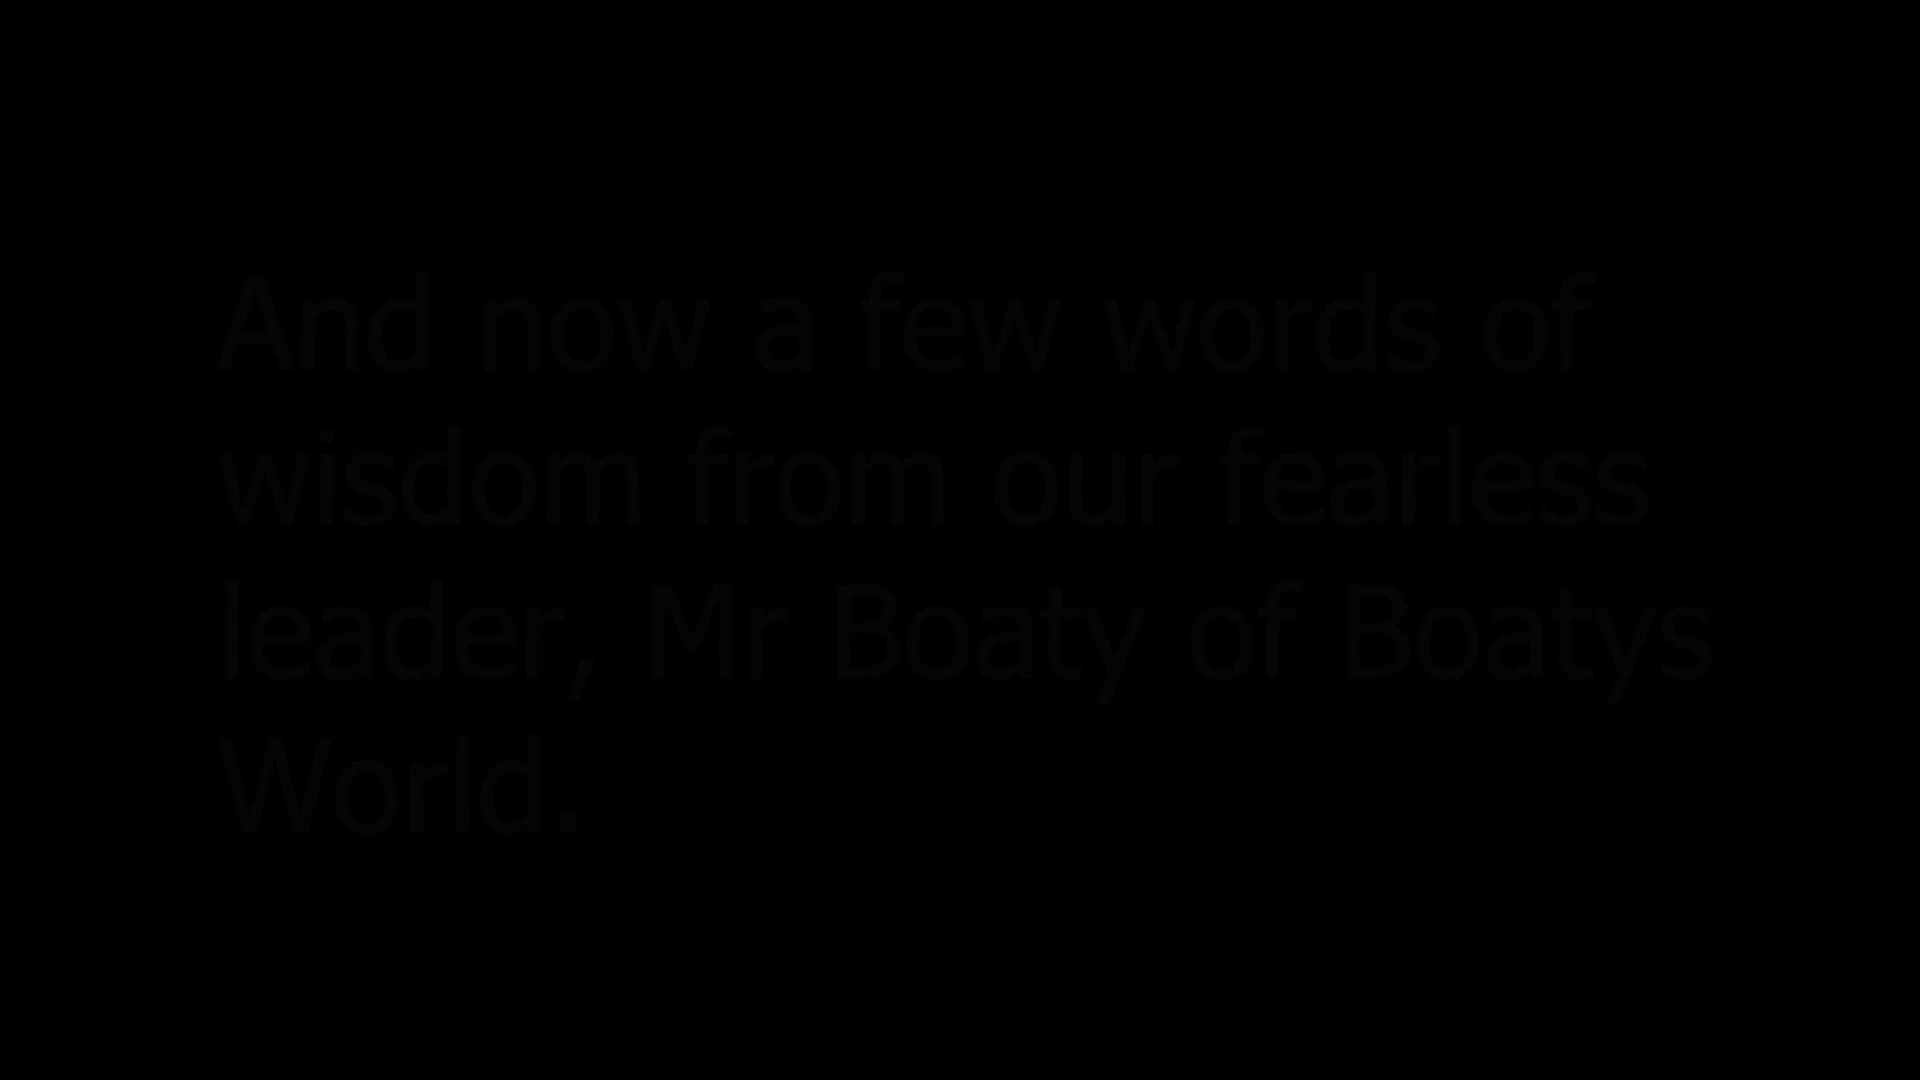 And now a few words of
wisdom from our fearless
leader, Mr Boaty of Boatys
World.